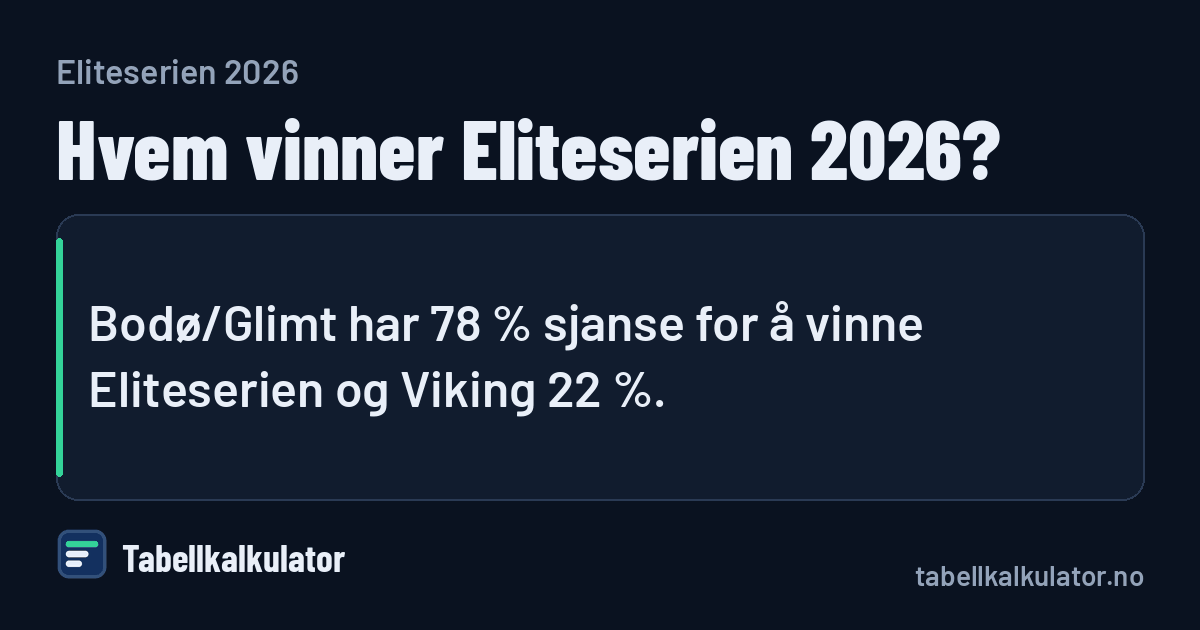 Eliteserien 2026
Hvem vinner Eliteserien 2026?
Bodø/Glimt har 78 % sjanse for å vinne
Eliteserien og Viking 22 %.
Tabellkalkulator
tabellkalkulator.no